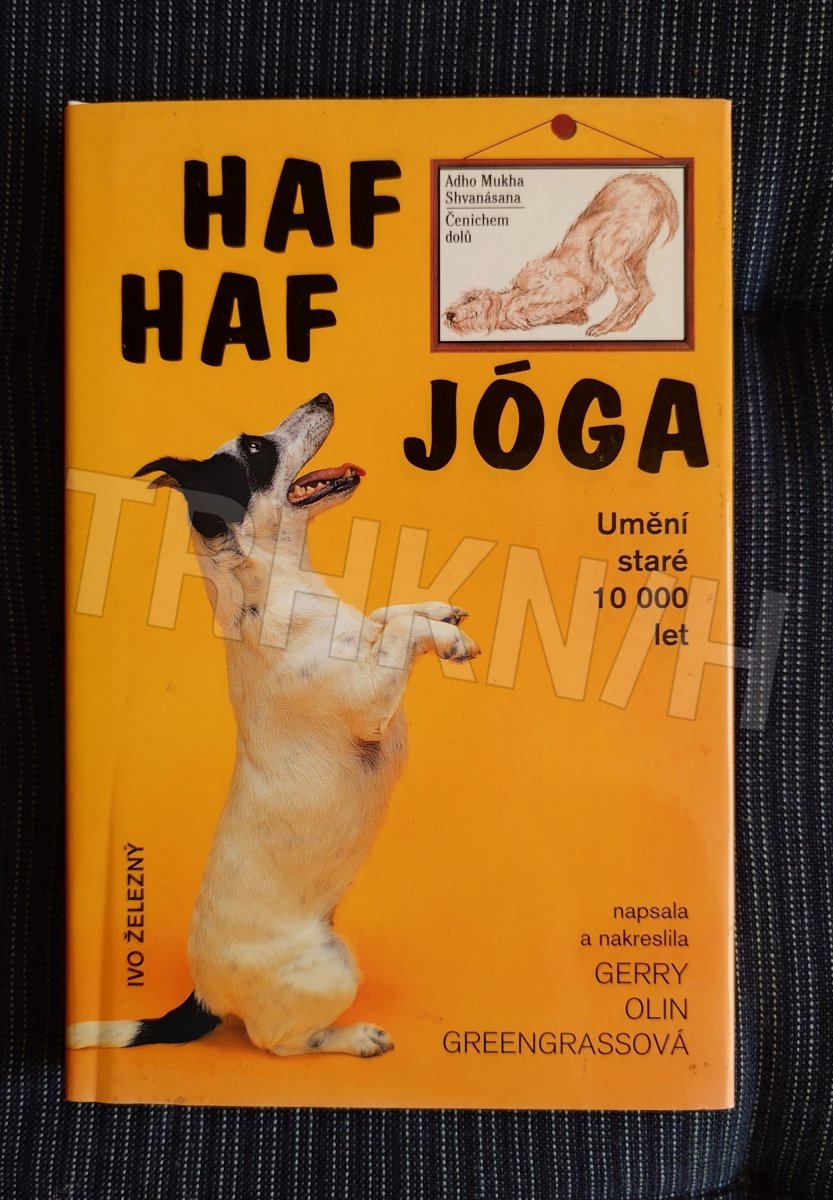 HAF
HAF
JÓGA
Adho Mukha
Shvanásana
Čenichem
dolů
Umění
staré
10 000
let
TRHKN/H
IVO ŽELEZNÝ
napsala
a nakreslila
GERRY
OLIN
GREENGRASSOVÁ